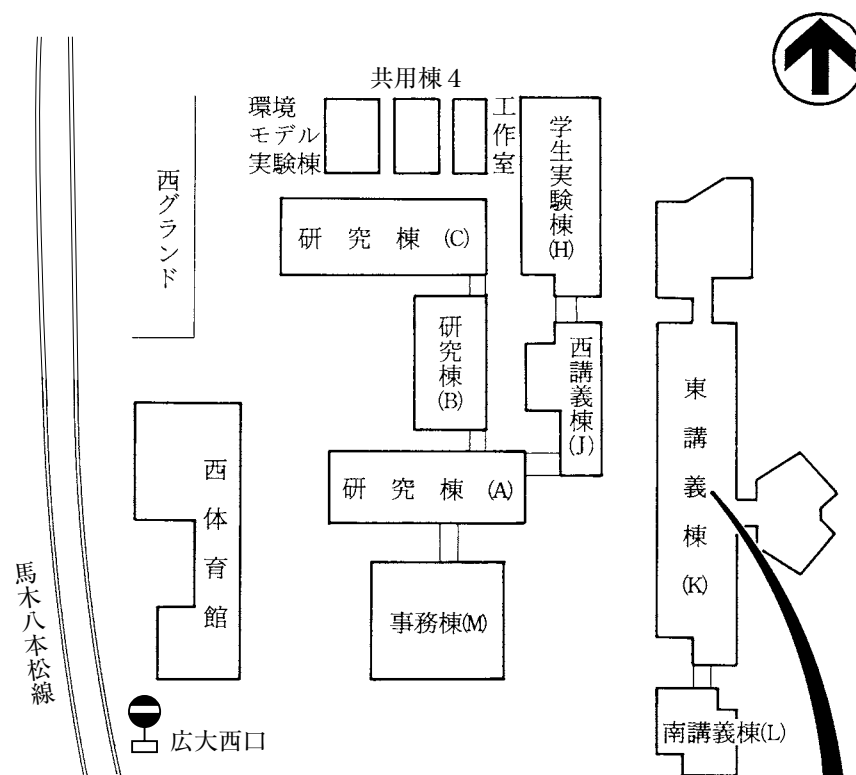 共用棟4
環境
モデル
実験棟
工作室
学生実験棟(H)
西グランド
研究棟(C)
研究棟(B)
西講義棟(J)
東講義棟(K)
研究棟(A)
西体育館
事務棟(M)
馬木八本松線
広大西口
南講義棟(L)